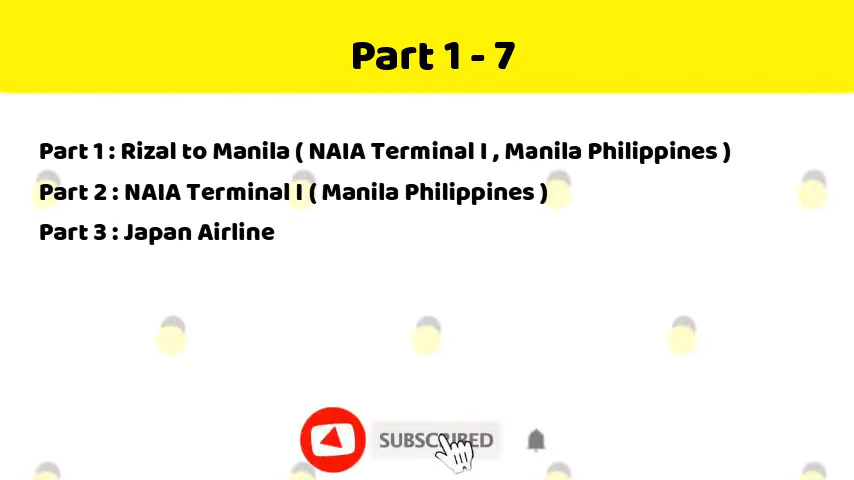 Part 1 - 7
Part 1 : Rizal to Manila ( NAIA Terminal I , Manila Philippines )
Part 2 : NAIA Terminal I ( Manila Philippines )
Part 3 : Japan Airline
SUBSCRIBED